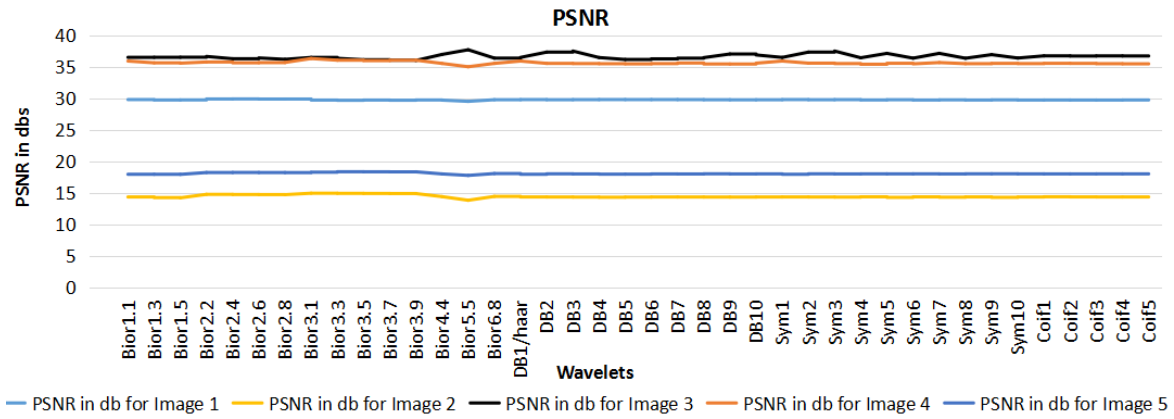 PSNR
40
35
30
25
20
15
10
5
0
PSNR in dbs
Bior1.1
Bior1.3
Bior1.5
Bior2.2
Bior2.4
Bior2.6
Bior2.8
Bior3.1
Bior3.3
Bior3.5
Bior3.7
Bior3.9
Bior4.4
Bior5.5
Bior6.8
DB1/haar
DB2
DB3
DB4
DB5
DB6
DB7
DB8
DB9
DB10
Sym1
Sym2
Sym3
Sym4
Sym5
Sym6
Sym7
Sym8
Sym9
Sym10
Coif1
Coif2
Coif3
Coif4
Coif5
Wavelets
PSNR in db for Image 1 PSNR in db for Image 2 PSNR in db for Image 3 PSNR in db for Image 4 PSNR in db for Image 5